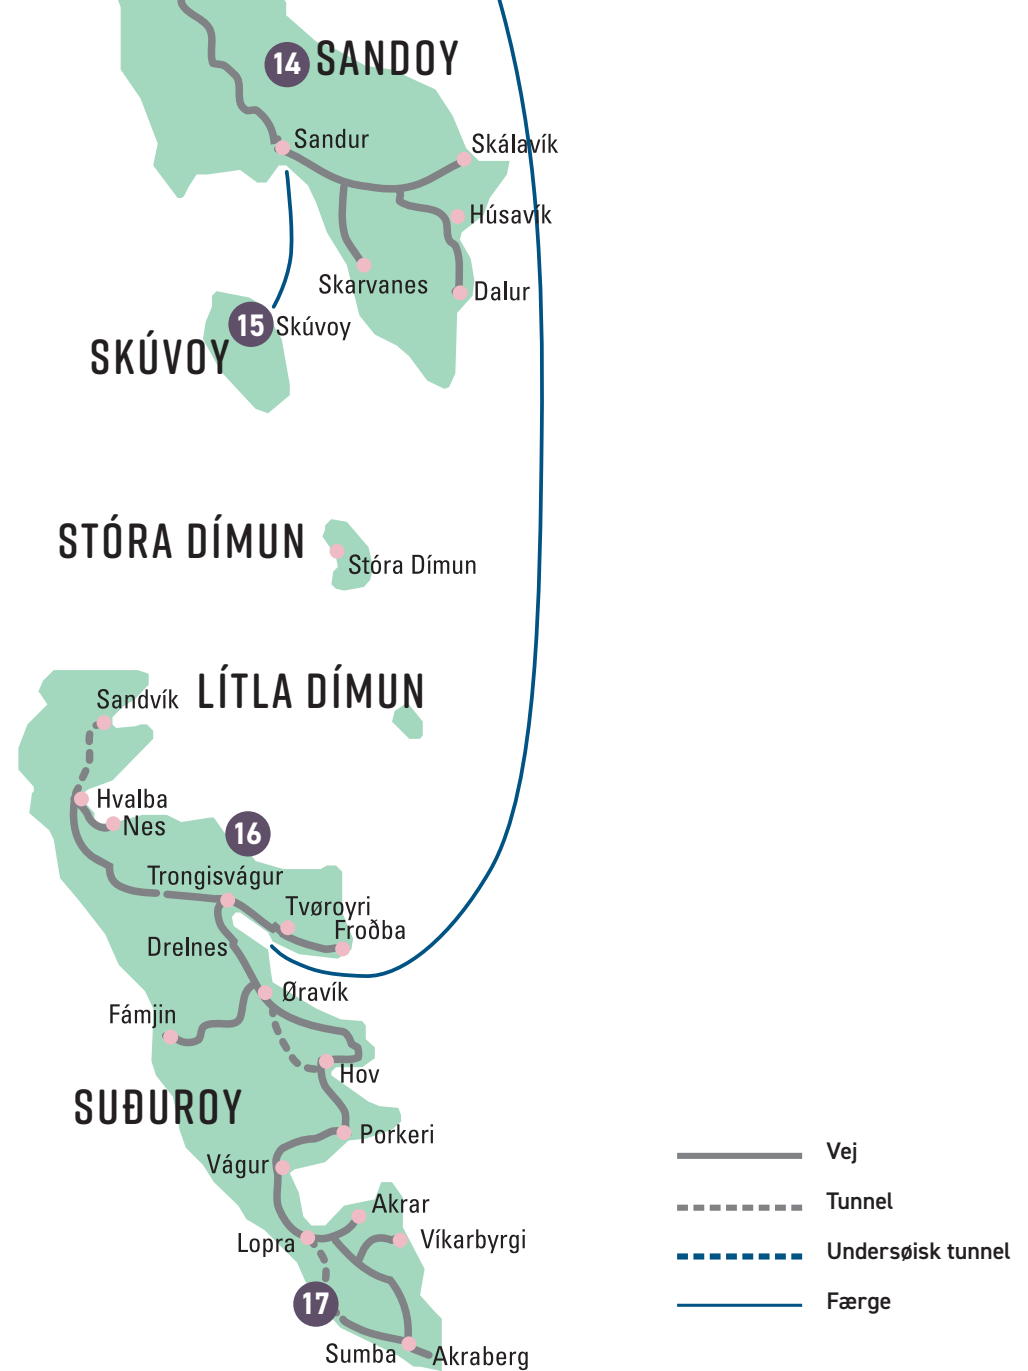 14 SANDOY
Sandur
Skálavík
Húsavík
Skarvanes
Dalur
15 Skúvoy
SKÚVOY
STÓRA DÍMUN
Stóra Dímun
LÍTLA DÍMUN
Sandvík
Hvalba
Nes
16
Trongisvágur
Tvøroyri
Froðba
Drelnes
Øravík
Fámjin
Hov
SUÐUROY
Porkeri
Vágur
Akrar
Lopra
Víkarbyrgi
17
Sumba
Akraberg
Vej
Tunnel
Undersøisk tunnel
Færge